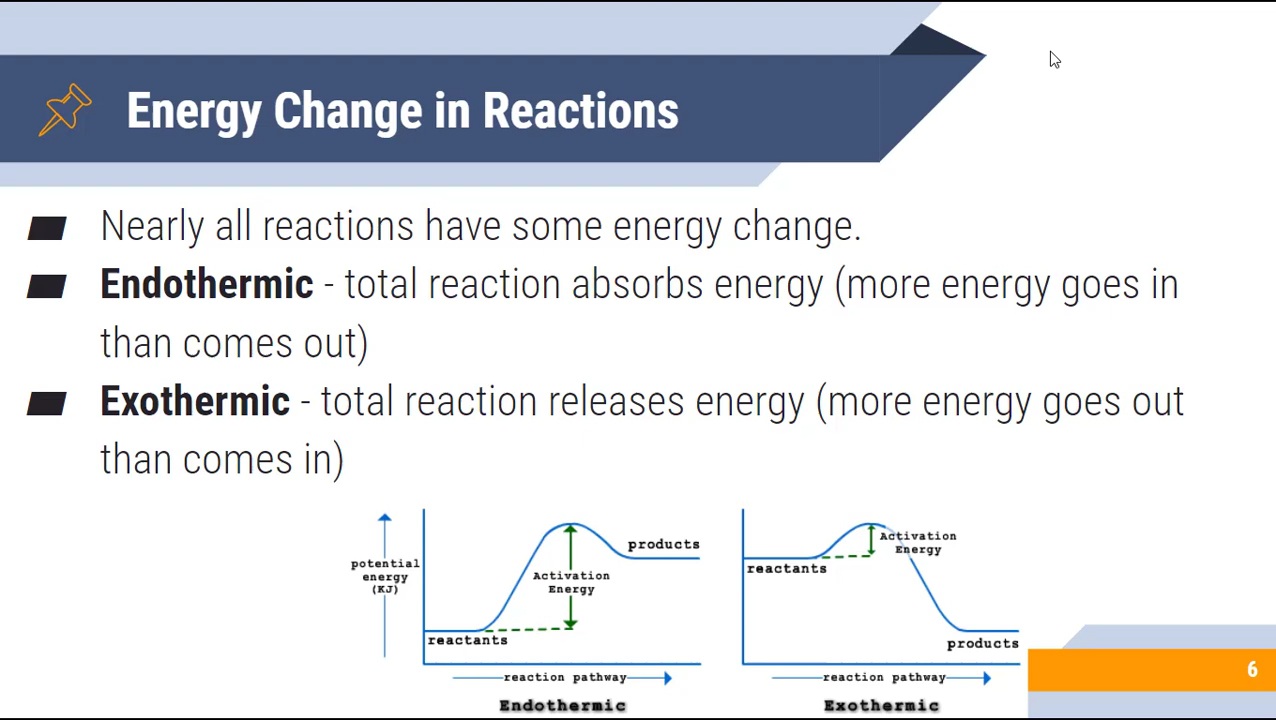 Energy Change in Reactions
Nearly all reactions have some energy change.
Endothermic - total reaction absorbs energy (more energy goes in
than comes out)
Exothermic - total reaction releases energy (more energy goes out
than comes in)
potential
energy
(KJ)
Activation
Energy
products
reactants
reaction pathway
Endothermic
Activation
Energy
reactants
products
reaction pathway
Exothermic
6